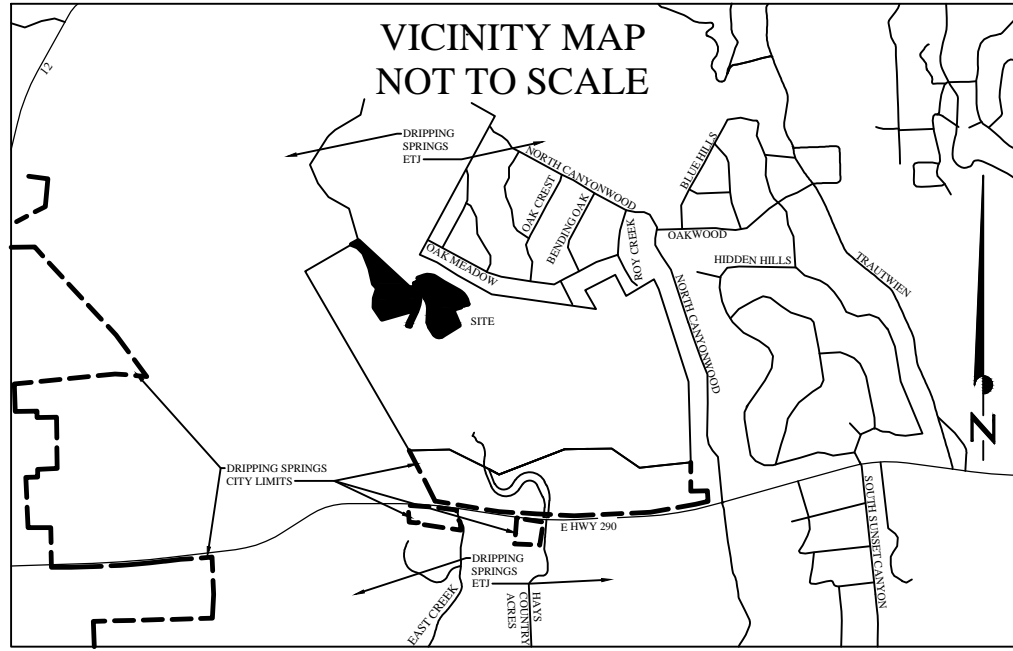 VICINITY MAP
NOT TO SCALE
12
DRIPPING
SPRINGS
ETJ
NORTH CANYONWOOD
BLUE HILLS
OAK CREST
BENDING OAK
ROY CREEK
OAKWOOD
OAK MEADOW
HIDDEN HILLS
TRAUTWIEN
NORTH CANYONWOOD
SITE
N
DRIPPING SPRINGS
CITY LIMITS
E HWY 290
SOUTH SUNSET CANYON
DRIPPING
SPRINGS
ETJ
EAST CREEK
HAYS
COUNTRY
ACRES